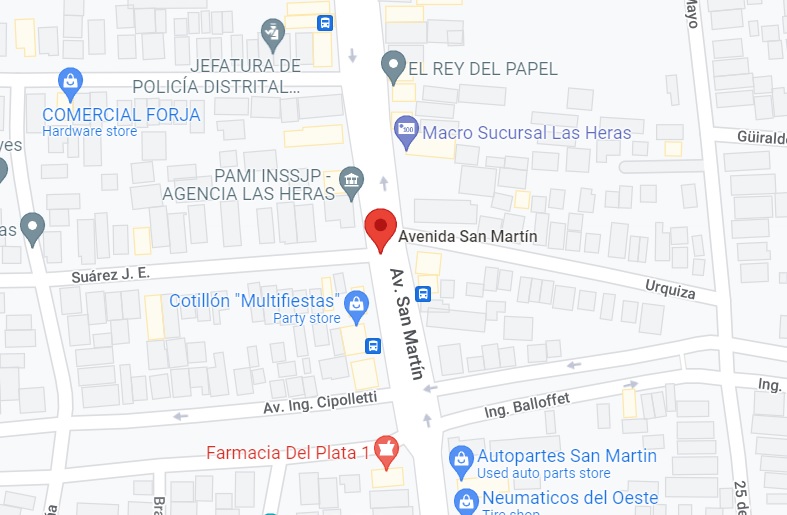 Mayo
JEFATURA DE
POLICÍA DISTRITAL...
EL REY DEL PAPEL
COMERCIAL FORJA
Hardware store
100
Macro Sucursal Las Heras
Güirald
yes
PAMI INSSJP -
AGENCIA LAS HERAS
as
Avenida San Martín
Suárez J. E.
Urquiza
Cotillón "Multifiestas"
Party store
Av. San Martín
Av. Ing. Cipolletti
Ing. Balloffet
Ing.
Farmacia Del Plata 1
Autopartes San Martin
Used auto parts store
25 de
Neumaticos del Oeste
Tire shop
Bra